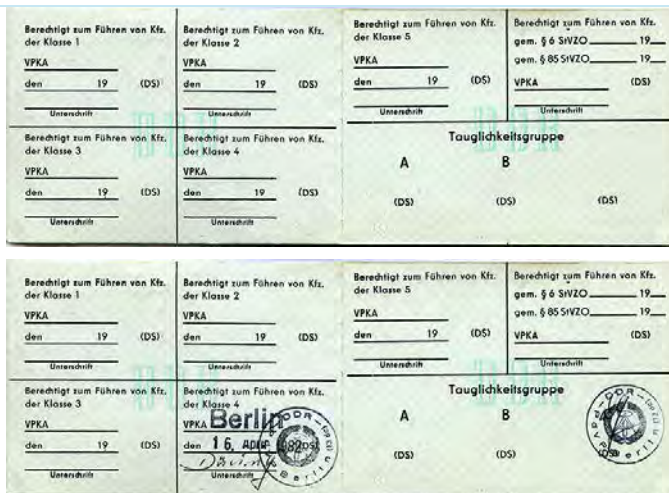 Berechtigt zum Führen von Kfz.
der Klasse 1
VPKA
den 19 (DS)
Unterschrift
Berechtigt zum Führen von Kfz.
der Klasse 2
VPKA
den 19 (DS)
Unterschrift
Berechtigt zum Führen von Kfz.
der Klasse 5
VPKA
den 19 (DS)
Unterschrift
Berechtigt zum Führen von Kfz.
gem. § 6 StVZO 19
gem. § 85 StVZO 19
VPKA (DS)
Unterschrift
Berechtigt zum Führen von Kfz.
der Klasse 3
VPKA
den 19 (DS)
Unterschrift
Berechtigt zum Führen von Kfz.
der Klasse 4
VPKA
den 19 (DS)
Unterschrift
DDR
DDR
Tauglichkeitsgruppe
A B
(DS) (DS) (DS)
Berechtigt zum Führen von Kfz.
der Klasse 1
VPKA
den 19 (DS)
Unterschrift
Berechtigt zum Führen von Kfz.
der Klasse 2
VPKA
den 19 (DS)
Unterschrift
Berechtigt zum Führen von Kfz.
der Klasse 5
VPKA
den 19 (DS)
Unterschrift
Berechtigt zum Führen von Kfz.
gem. § 6 StVZO 19
gem. § 85 StVZO 19
VPKA (DS)
Unterschrift
Berechtigt zum Führen von Kfz.
der Klasse 3
VPKA
den 19 (DS)
Unterschrift
Berechtigt zum Führen von Kfz.
der Klasse 4
VPKA Berlin
den 16.
Unterschrift
DDR
Berlin
DDR
Tauglichkeitsgruppe
A B
(DS) (DS) (DS)
DDR
Berlin